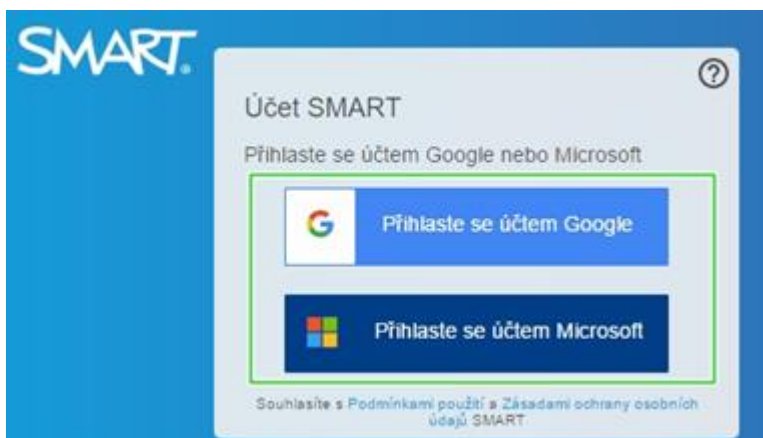 SMART.
?
Účet SMART
Přihlaste se účtem Google nebo Microsoft
G Přihlaste se účtem Google
Přihlaste se účtem Microsoft
Souhlasíte s Podmínkami použití a Zásadami ochrany osobních
údajů SMART